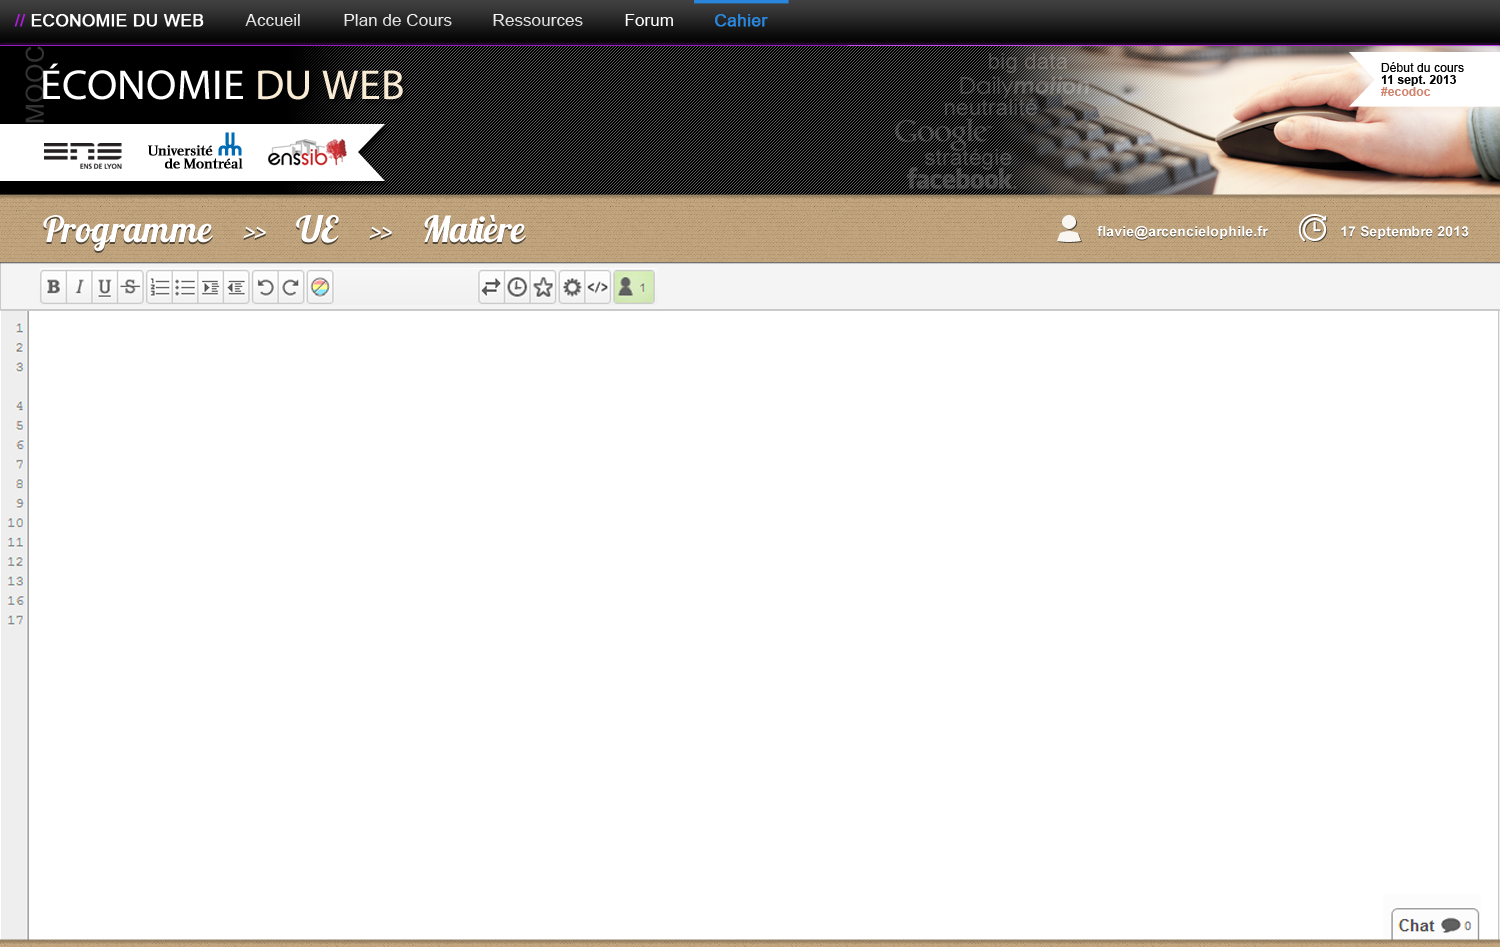 // ECONOMIE DU WEB Accueil Plan de Cours Ressources Forum Cahier
MOOC
ÉCONOMIE DU WEB
ENS
ENS DE LYON
Université
de Montréal
enssib
big data
Dailymotion
neutralité
Google
stratégie
facebook
Début du cours
11 sept. 2013
#ecodoc
Programme >> UE >> Matière
flavie@arcencielophile.fr 17 Septembre 2013
B I U S </> 1
1
2
3
4
5
6
7
8
9
10
11
12
13
16
17
Chat 0